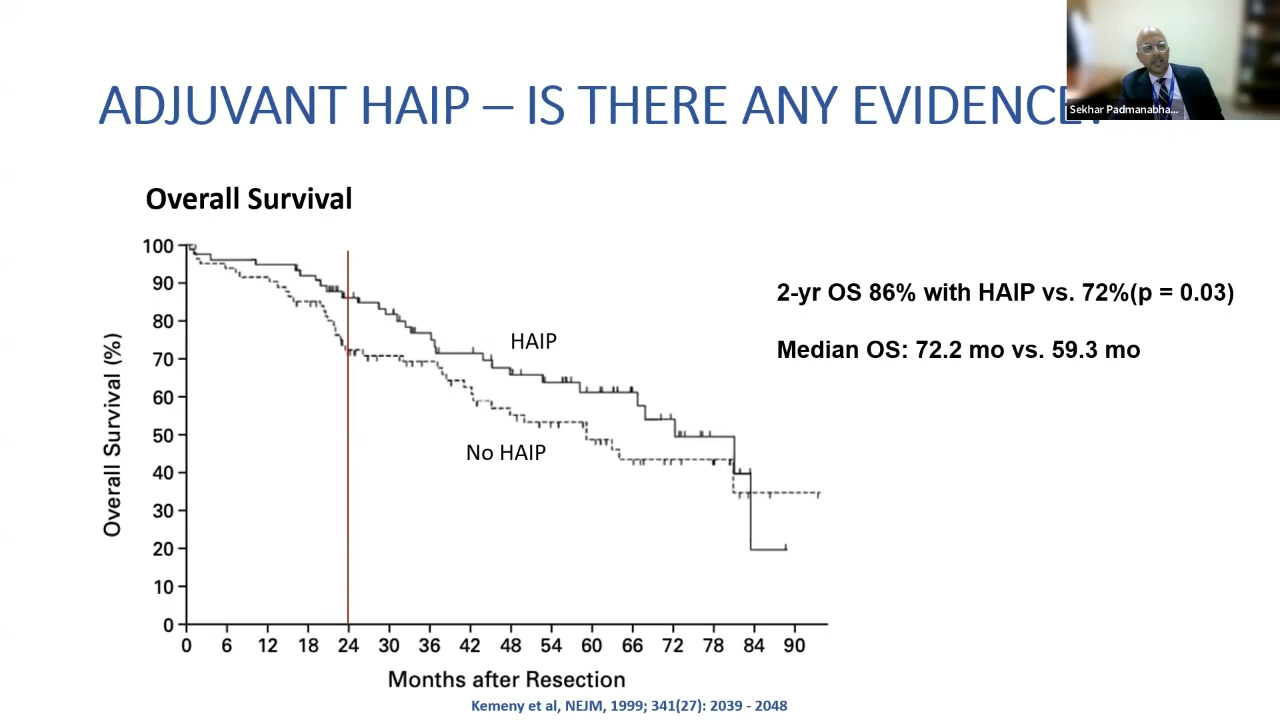 ADJUVANT HAIP – IS THERE ANY EVIDENCE
Sekhar Padmanabha...
Overall Survival
2-yr OS 86% with HAIP vs. 72%(p = 0.03)
Median OS: 72.2 mo vs. 59.3 mo
Overall Survival (%)
100
90
80
70
60
50
40
30
20
10
0
HAIP
No HAIP
0 6 12 18 24 30 36 42 48 54 60 66 72 78 84 90
Months after Resection
Kemeny et al, NEJM, 1999; 341(27): 2039 - 2048